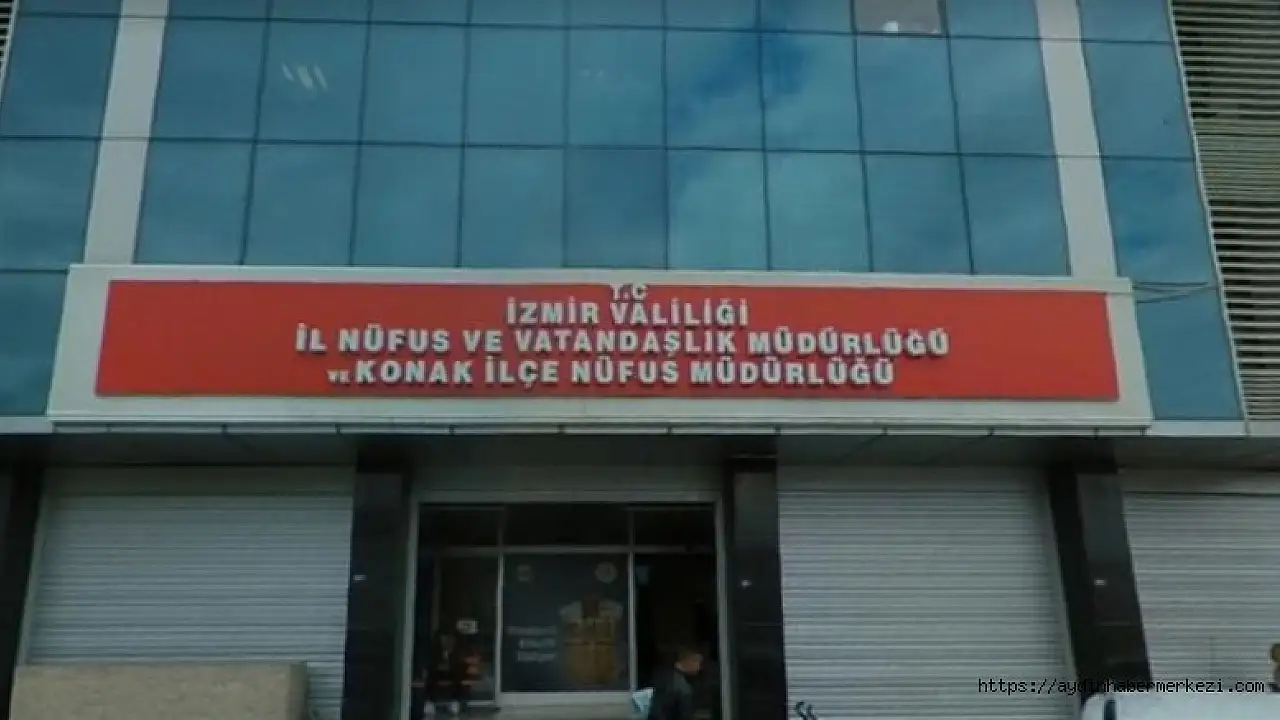 T.C
İZMİR VALİLİĞİ
İL NÜFUS VE VATANDAŞLIK MÜDÜRLÜĞÜ
VE KONAK İLÇE NÜFUS MÜDÜRLÜĞÜ
https://aydinhabermerkezi.com